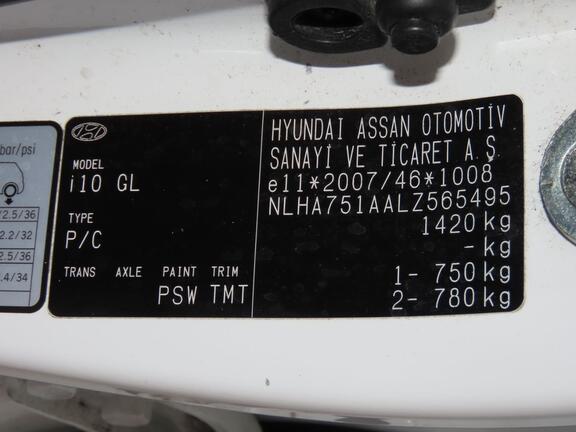 bar/psi
2.5/36
2.2/32
2.5/36
.4/34
MODEL
i10 GL
TYPE
P/C
TRANS AXLE PAINT TRIM
PSW TMT
HYUNDAI ASSAN OTOMOTİV
SANAYİ VE TİCARET A.Ş.
e11*2007/46*1008
NLHA751AALZ565495
1420 kg
- kg
1- 750 kg
2- 780 kg